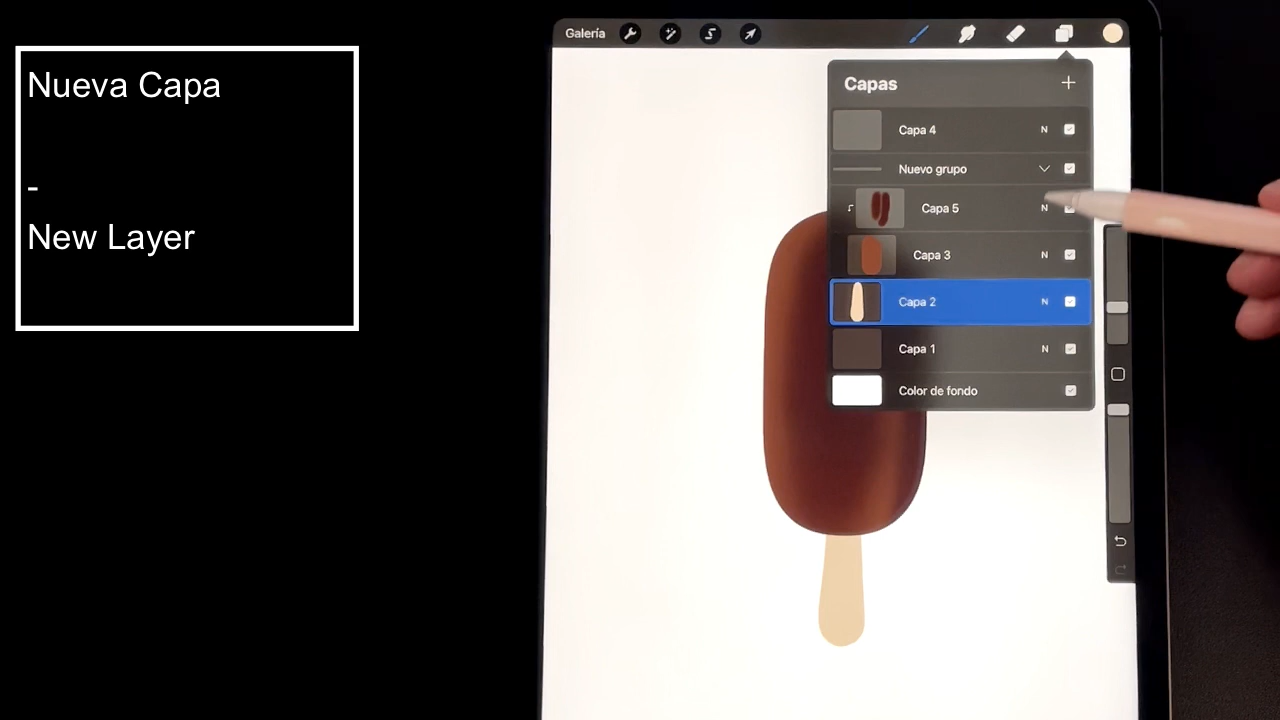 Nueva Capa
-
New Layer
Galería
Capas
Capa 4 N
Nuevo grupo
Capa 5 N
Capa 3 N
Capa 2 N
Capa 1 N
Color de fondo